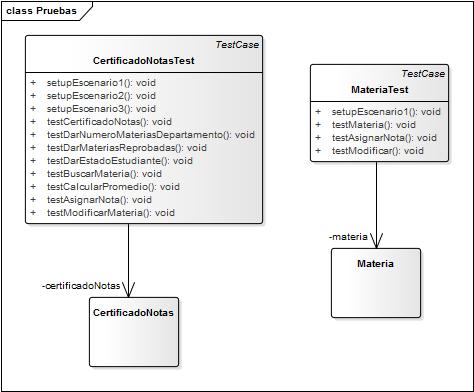 class Pruebas
TestCase
CertificadoNotasTest
+ setupEscenario1(): void
+ setupEscenario2(): void
+ setupEscenario3(): void
+ testCertificadoNotas(): void
+ testDarNumeroMateriasDepartamento(): void
+ testDarMateriasReprobadas(): void
+ testDarEstadoEstudiante(): void
+ testBuscarMateria(): void
+ testCalcularPromedio(): void
+ testAsignarNota(): void
+ testModificarMateria(): void
TestCase
MateriaTest
+ setupEscenario1(): void
+ testMateria(): void
+ testAsignarNota(): void
+ testModificar(): void
-certificadoNotas
CertificadoNotas
-materia
Materia